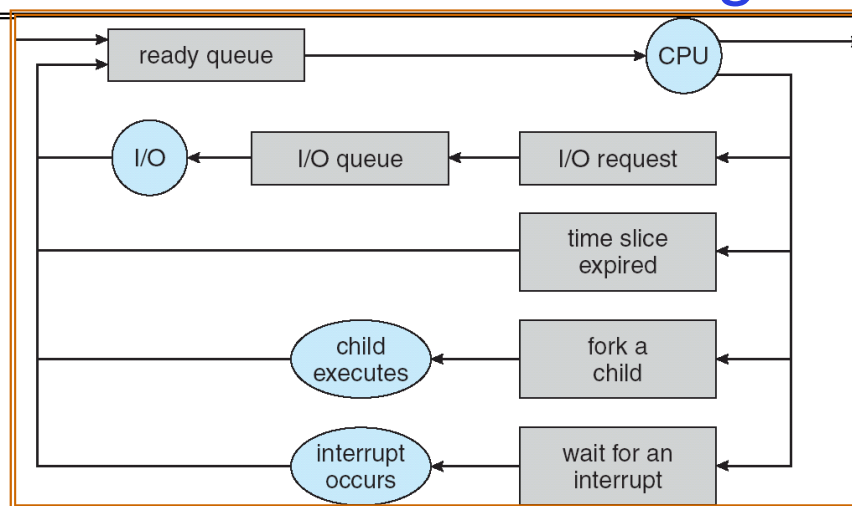 ready queue
CPU
I/O
I/O queue
I/O request
time slice
expired
child
executes
fork a
child
interrupt
occurs
wait for an
interrupt